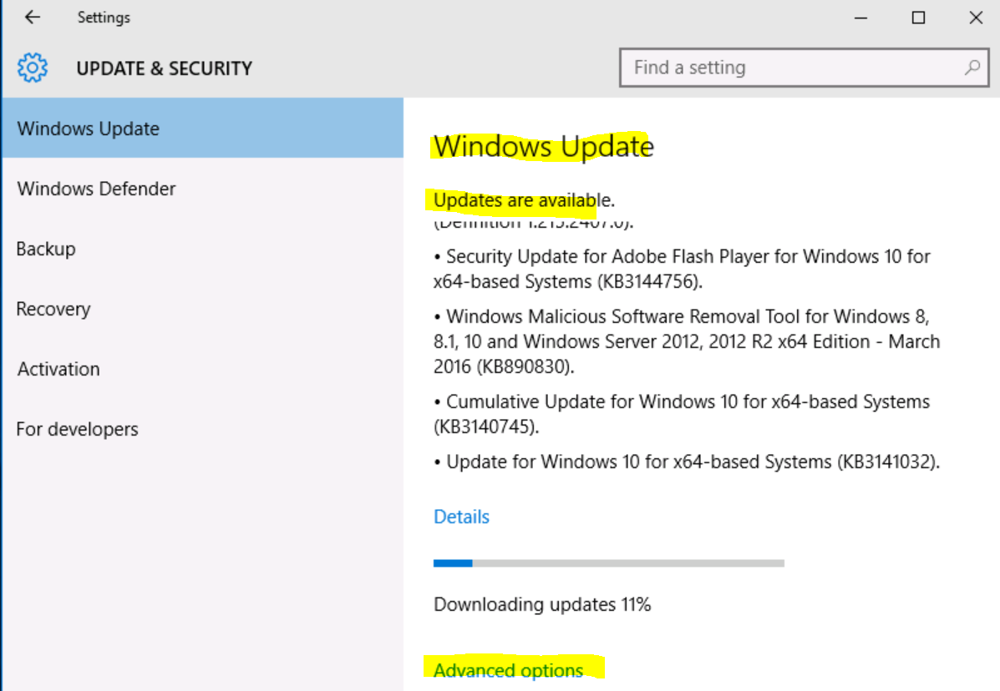 Settings
UPDATE & SECURITY
Find a setting
Windows Update
Windows Defender
Backup
Recovery
Activation
For developers
Windows Update
Updates are available.
(Definition 1.215.2407.0).
• Security Update for Adobe Flash Player for Windows 10 for
x64-based Systems (KB3144756).
• Windows Malicious Software Removal Tool for Windows 8,
8.1, 10 and Windows Server 2012, 2012 R2 x64 Edition - March
2016 (KB890830).
• Cumulative Update for Windows 10 for x64-based Systems
(KB3140745).
• Update for Windows 10 for x64-based Systems (KB3141032).
Details
Downloading updates 11%
Advanced options